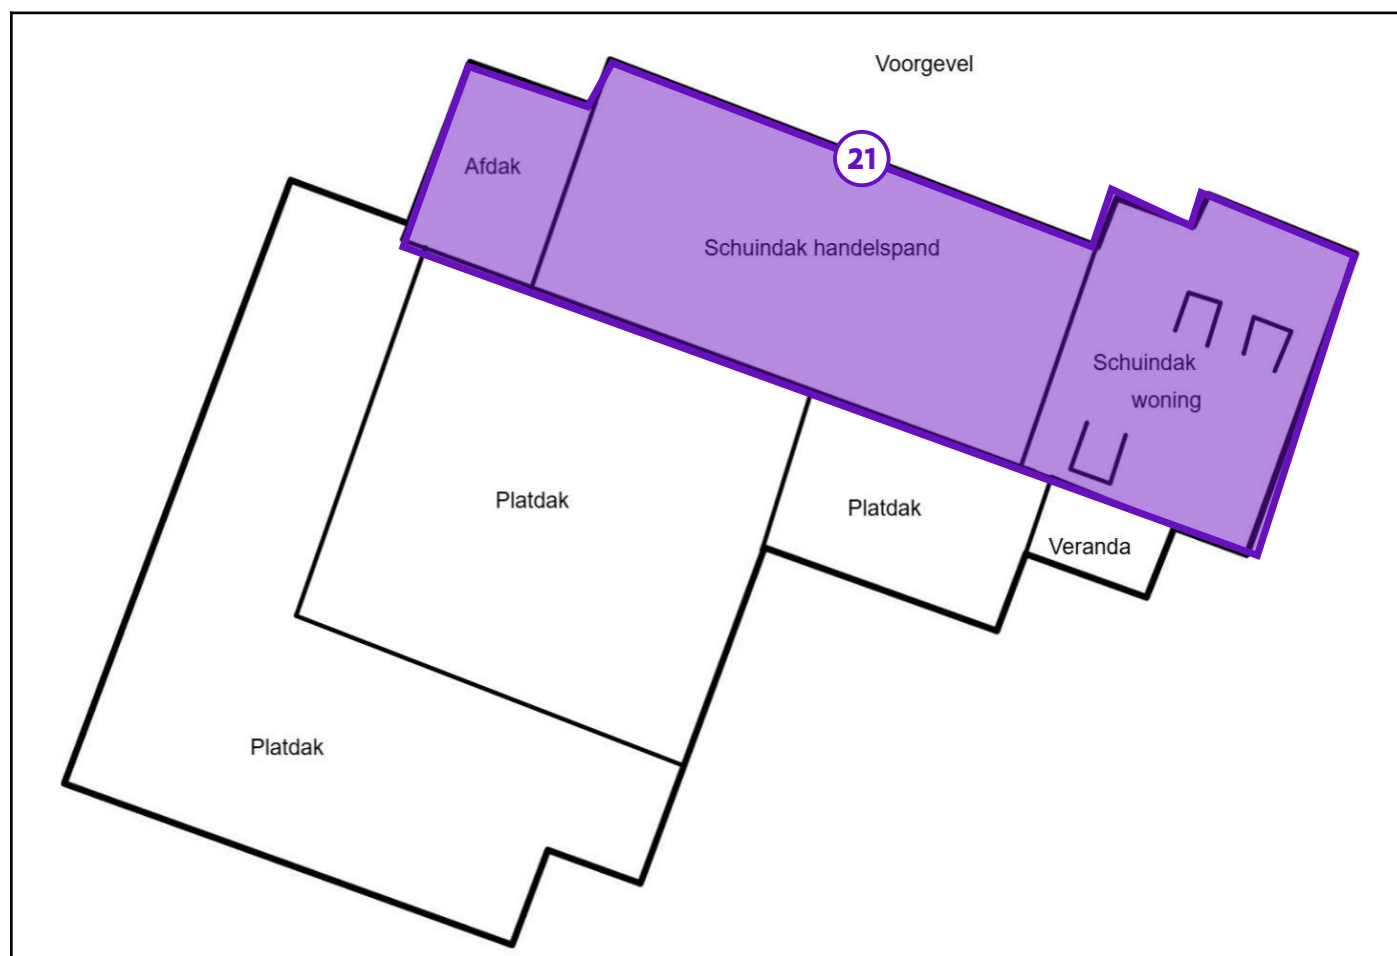 Voorgevel
21
Afdak
Schuindak handelspand
Schuindak
woning
Platdak
Platdak
Veranda
Platdak